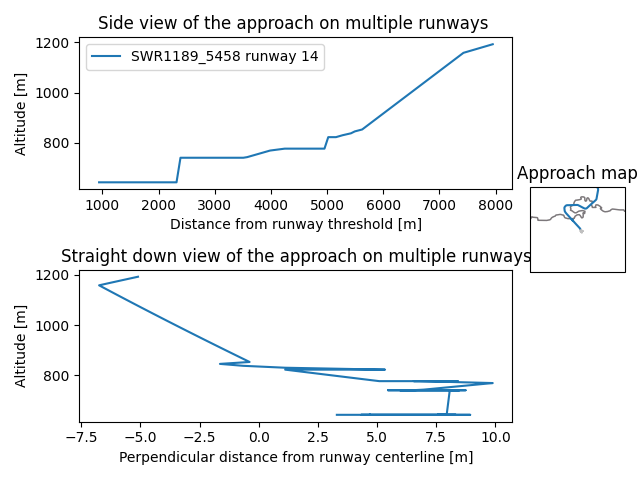 Side view of the approach on multiple runways
1200
1000
800
Altitude [m]
SWR1189_5458 runway 14
1000 2000 3000 4000 5000 6000 7000 8000
Distance from runway threshold [m]
Approach map
Straight down view of the approach on multiple runways
1200
1000
800
Altitude [m]
−7.5 −5.0 −2.5 0.0 2.5 5.0 7.5 10.0
Perpendicular distance from runway centerline [m]